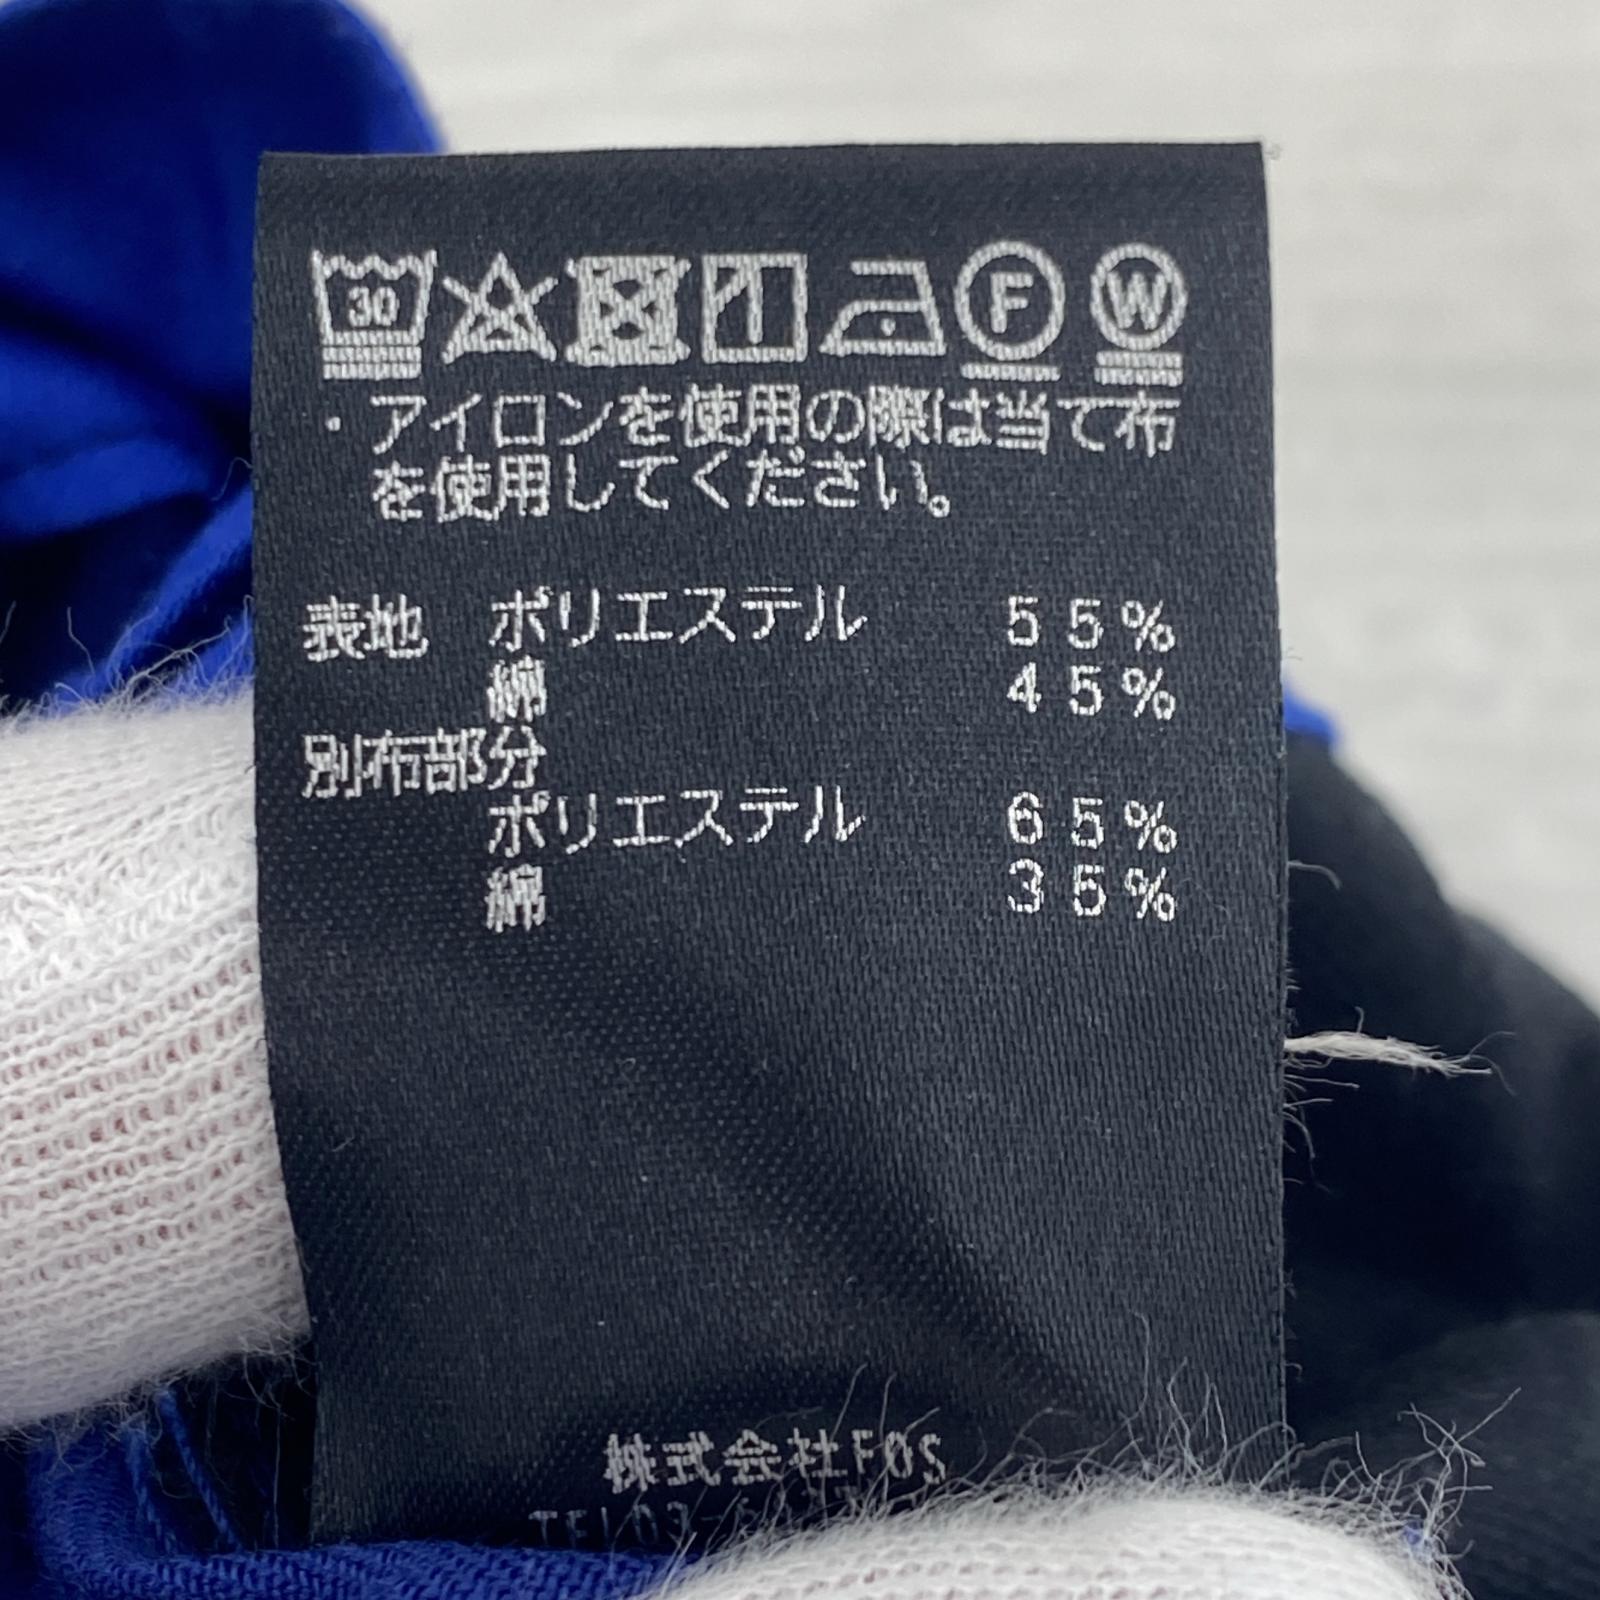 30 F W
・アイロンを使用の際は当て布
を使用してください。
表地 ポリエステル 55%
綿 45%
別布部分
ポリエステル 65%
綿 35%
株式会社FØS
TEL03-